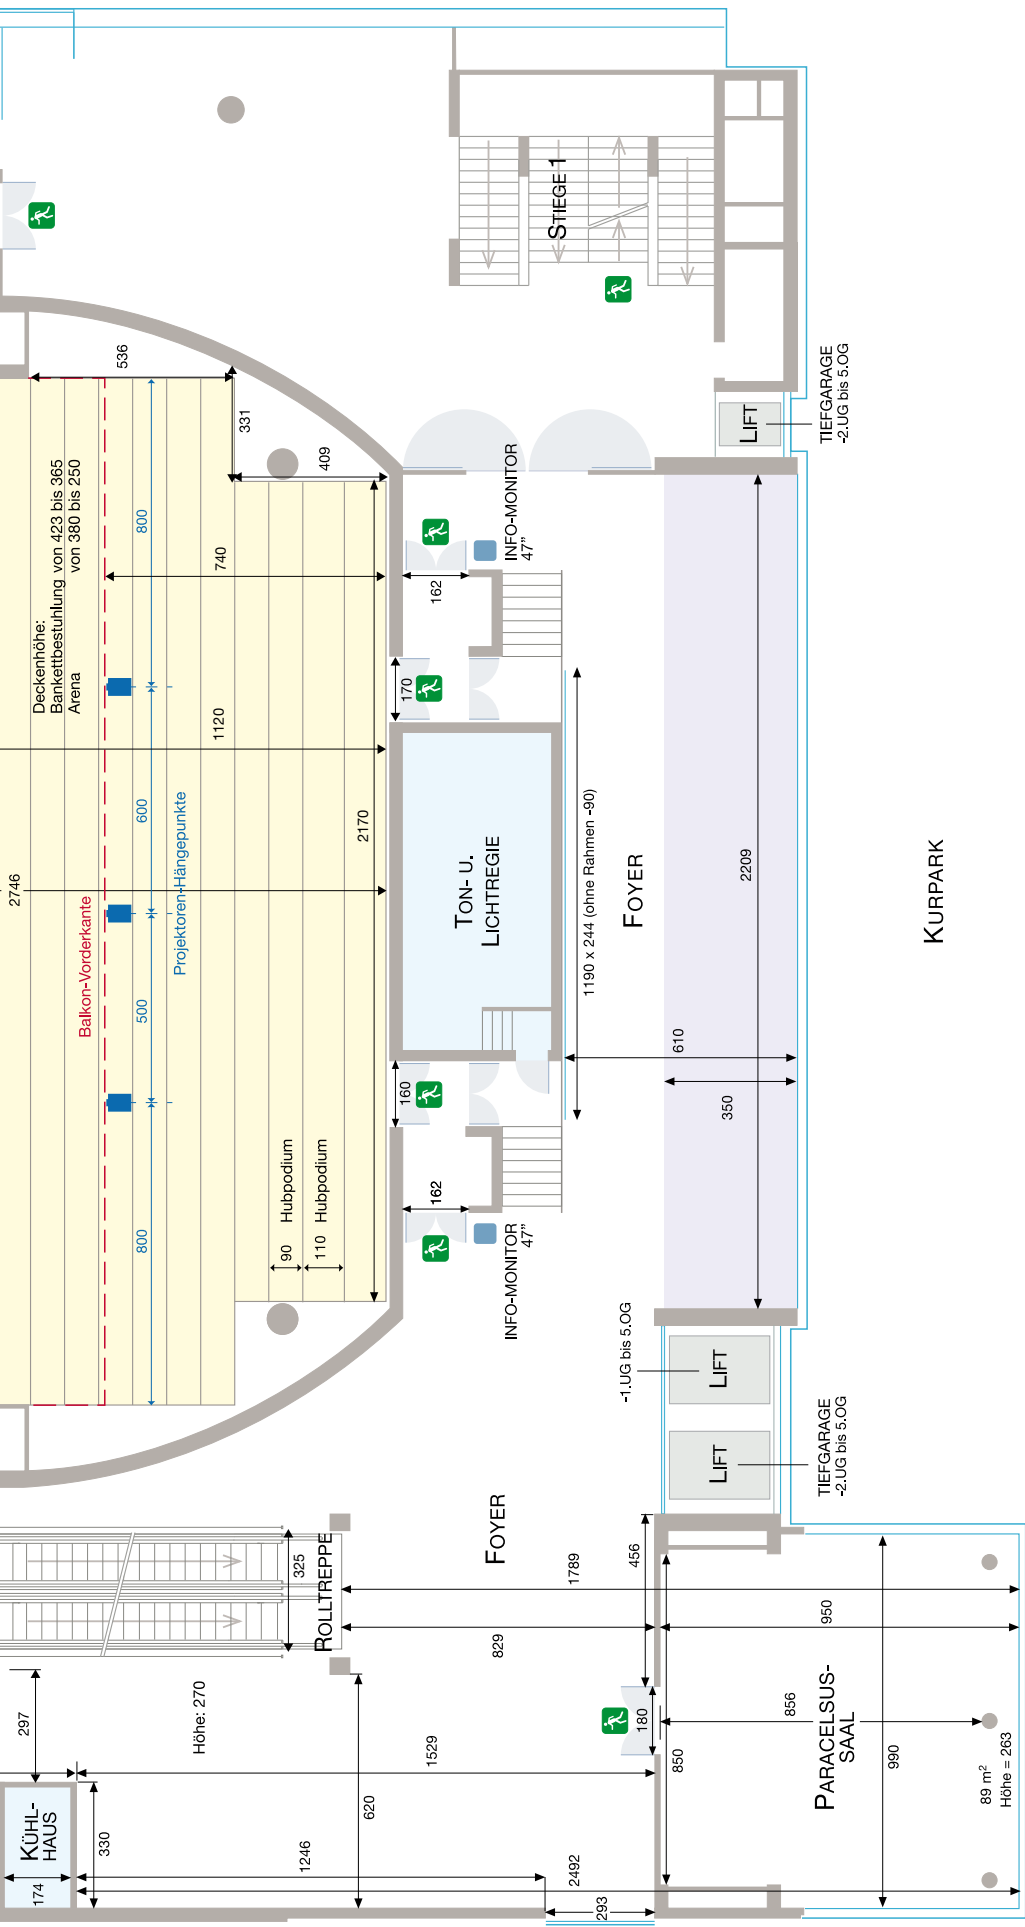 STIEGE 1
536
331
409
Deckenhöhe:
Bankettbestuhlung von 423 bis 365
Arena von 380 bis 250
800
740
INFO-MONITOR
47”
162
170
LIFT
TIEFGARAGE
-2.UG bis 5.OG
1120
600
Projektoren-Hängepunkte
2170
2746
Balkon-Vorderkante
500
TON- U.
LICHTREGIE
1190 x 244 (ohne Rahmen -90)
FOYER
2209
KURPARK
610
350
160
162
90 Hubpodium
110 Hubpodium
800
INFO-MONITOR
47”
-1.UG bis 5.OG
LIFT
LIFT
TIEFGARAGE
-2.UG bis 5.OG
FOYER
325
ROLLTREPPE
1789
456
829
950
297
Höhe: 270
180
856
PARACELSUS-
SAAL
1529
850
990
89 m²
Höhe = 263
620
KÜHL-
HAUS
330
174
1246
2492
293